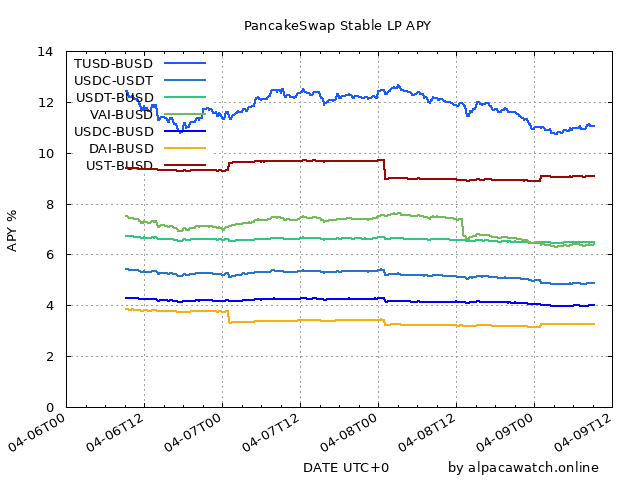 PancakeSwap Stable LP APY
14
12
10
8
6
4
2
0
APY %
TUSD-BUSD
USDC-USDT
USDT-BUSD
VAI-BUSD
USDC-BUSD
DAI-BUSD
UST-BUSD
04-06T00
04-06T12
04-07T00
04-07T12
04-08T00
04-08T12
04-09T00
04-09T12
DATE UTC+0
by alpacawatch.online